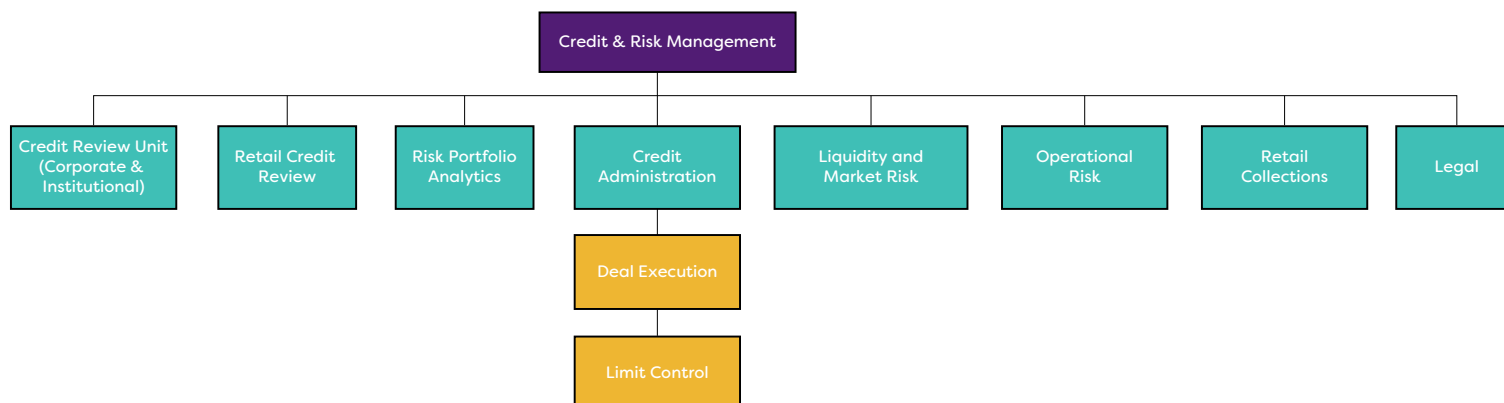 Credit & Risk Management
Credit Review Unit
(Corporate &
Institutional)
Retail Credit
Review
Risk Portfolio
Analytics
Credit
Administration
Liquidity and
Market Risk
Operational
Risk
Retail
Collections
Legal
Deal Execution
Limit Control